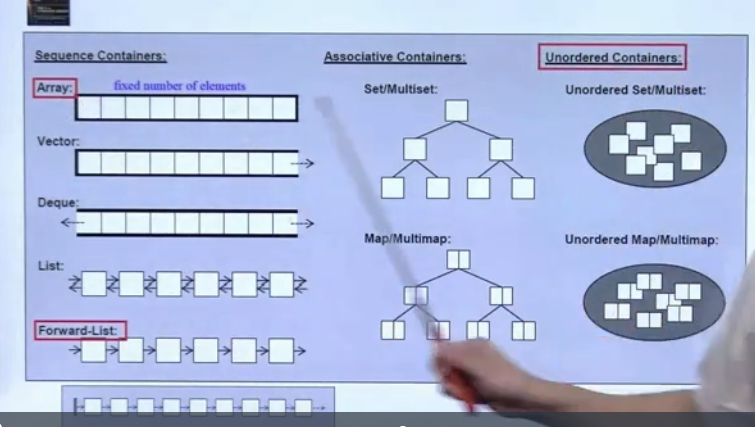 Sequence Containers:
Array:
fixed number of elements
Vector:
Deque:
List:
Forward-List:
Associative Containers:
Set/Multiset:
Map/Multimap:
Unordered Containers:
Unordered Set/Multiset:
Unordered Map/Multimap: